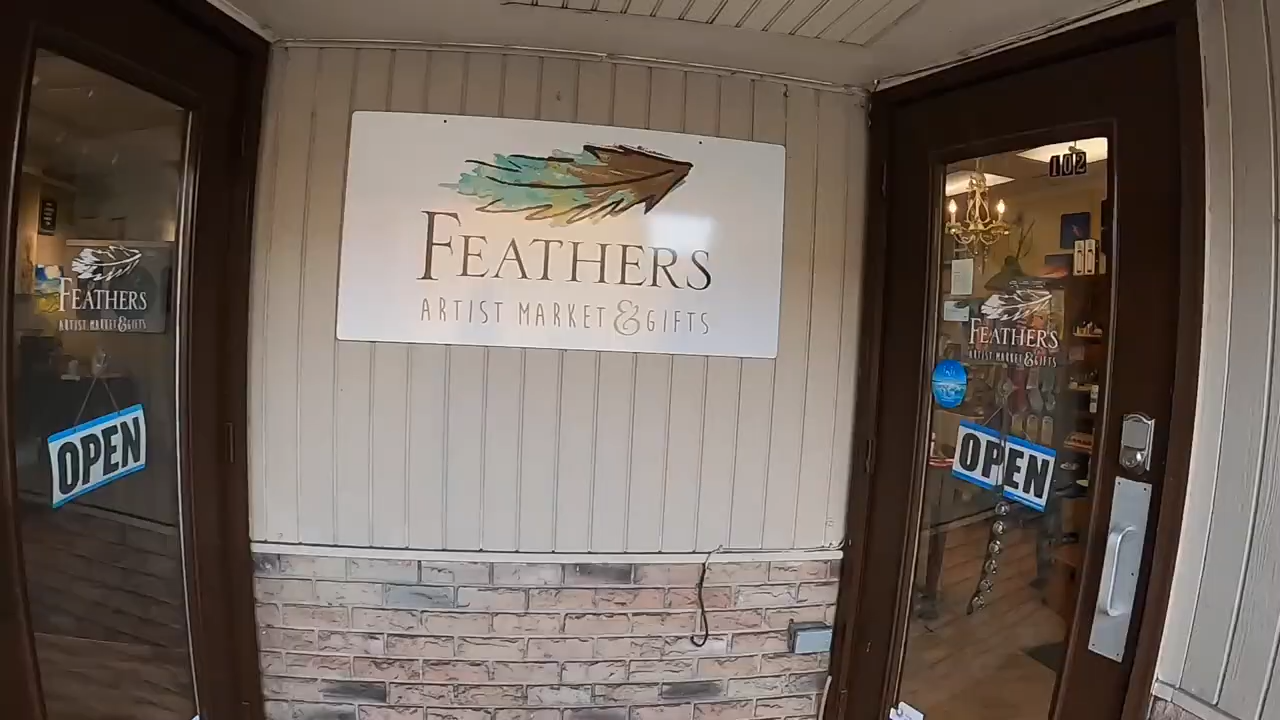 FEATHERS
ARTIST MARKET & GIFTS
FEATHERS
ARTIST MARKET & GIFTS
OPEN
102
FEATHERS
ARTIST MARKET & GIFTS
OPEN